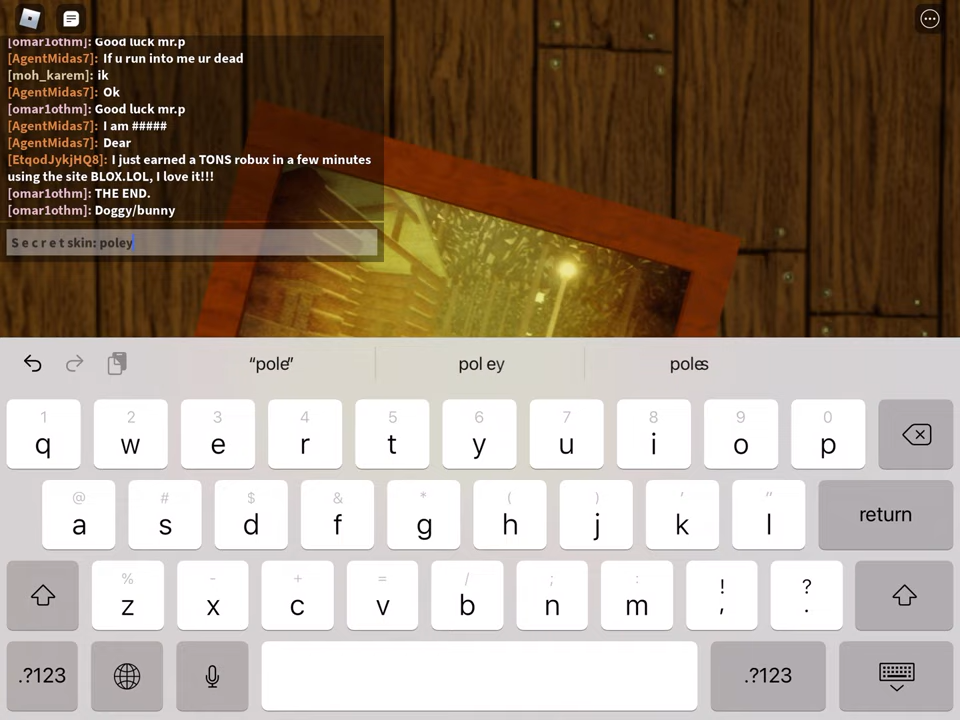 [omar1othm]: Good luck mr.p
[AgentMidas7]: If u run into me ur dead
[moh_karem]: ik
[AgentMidas7]: Ok
[omar1othm]: Good luck mr.p
[AgentMidas7]: I am #####
[AgentMidas7]: Dear
[EtqodJykjHQ8]: I just earned a TONS robux in a few minutes
using the site BLOX.LOL, I love it!!!
[omar1othm]: THE END.
[omar1othm]: Doggy/bunny
S e c r e t skin: poley
“pole” pol ey poles
1 2 3 4 5 6 7 8 9 0
q w e r t y u i o p
@ # $ & * ( ) ' "
a s d f g h j k l return
% - + = / ; : ! ?
z x c v b n m , .
.?123 .?123